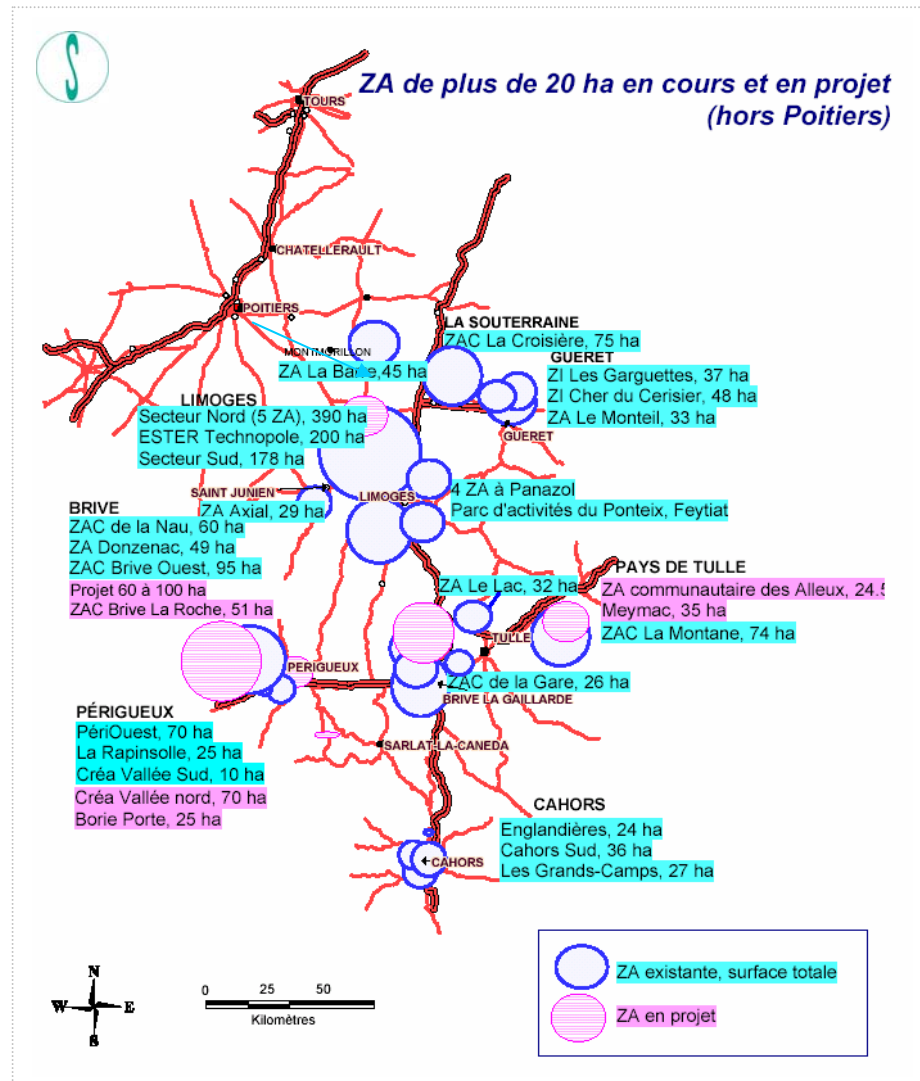 S
ZA de plus de 20 ha en cours et en projet
(hors Poitiers)
TOURS
CHATELLERAULT
POITIERS
MONTMORILLON
ZA La Barre, 45 ha
LA SOUTERRAINE
ZAC La Croisière, 75 ha
GUERET
ZI Les Garguettes, 37 ha
ZI Cher du Cerisier, 48 ha
ZA Le Monteil, 33 ha
GUERET
LIMOGES
Secteur Nord (5 ZA), 390 ha
ESTER Technopole, 200 ha
Secteur Sud, 178 ha
SAINT JUNIEN
ZA Axial, 29 ha
LIMOGES
4 ZA à Panazol
Parc d'activités du Ponteix, Feytiat
BRIVE
ZAC de la Nau, 60 ha
ZA Donzenac, 49 ha
ZAC Brive Ouest, 95 ha
Projet 60 à 100 ha
ZAC Brive La Roche, 51 ha
PAYS DE TULLE
ZA communautaire des Alleux, 24.5
Meymac, 35 ha
ZAC La Montane, 74 ha
ZA Le Lac, 32 ha
TULLE
ZAC de la Gare, 26 ha
BRIVE LA GAILLARDE
PERIGUEUX
PÉRIGUEUX
PériOuest, 70 ha
La Rapinsolle, 25 ha
Créa Vallée Sud, 10 ha
Créa Vallée nord, 70 ha
Borie Porte, 25 ha
SARLAT-LA-CANEDA
CAHORS
Englandières, 24 ha
Cahors Sud, 36 ha
Les Grands-Camps, 27 ha
CAHORS
ZA existante, surface totale
ZA en projet
N
W E
S
0 25 50
Kilomètres